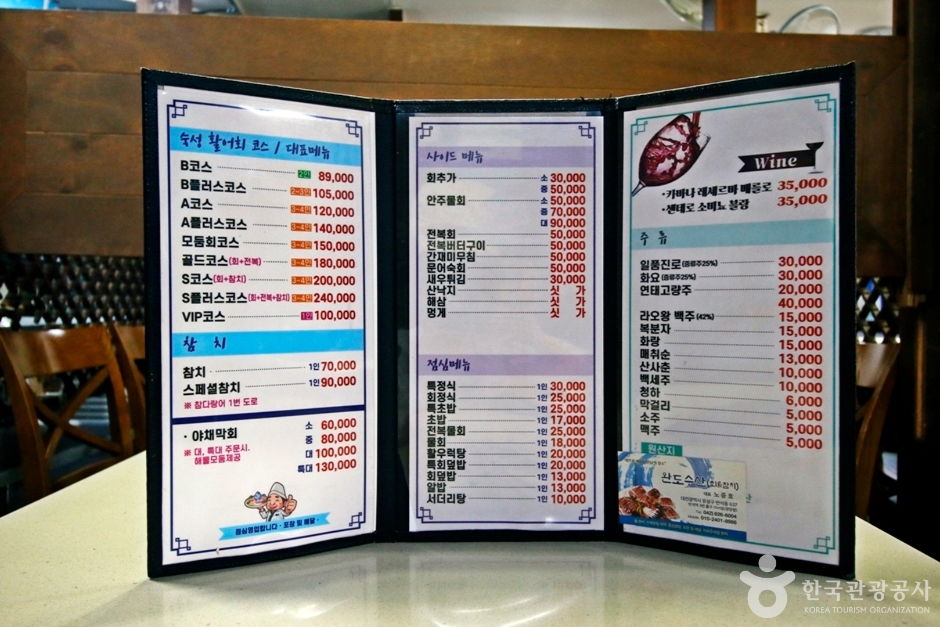 숙성 활어회 코스 / 대표메뉴
B코스 2인 89,000
B플러스코스 2~3인 105,000
A코스 3~4인 120,000
A플러스코스 3~4인 140,000
모둠회코스 3~4인 150,000
골드코스(회+전복) 3~4인 180,000
S코스(회+참치) 3~4인 200,000
S플러스코스(회+전복+참치) 3~4인 240,000
VIP코스 1인 100,000
참 치
참치 1인 70,000
스페셜참치 1인 90,000
※ 참다랑어 1번 도로
· 야채막회 소 60,000
중 80,000
대 100,000
특대 130,000
※ 대, 특대 주문시.
해물모둠제공
점심영업합니다 · 포장 및 배달 ·
사이드 메뉴
회추가 소 30,000
중 50,000
안주물회 소 50,000
중 70,000
대 90,000
전복회 50,000
전복버터구이 50,000
간재미무침 50,000
문어숙회 50,000
새우튀김 30,000
산낙지 싯 가
해삼 싯 가
멍게 싯 가
점심메뉴
특정식 1인 30,000
회정식 1인 25,000
특초밥 1인 25,000
초밥 1인 17,000
전복물회 1인 25,000
물회 1인 18,000
활우럭탕 1인 20,000
특회덮밥 1인 20,000
회덮밥 1인 13,000
알밥 1인 13,000
서더리탕 1인 10,000
Wine
·카바나 레세르바 메를로 35,000
·센테로 소비뇨 블랑 35,000
주 류
일품진로(증류주25%) 30,000
화요(증류주25%) 30,000
연태고량주 20,000
40,000
라오왕 백주(42%) 15,000
복분자 15,000
화랑 15,000
매취순 13,000
산사춘 10,000
백세주 10,000
청하 6,000
막걸리 5,000
소주 5,000
맥주 5,000
원산지
완도수산(회&참치)
대표 노 중 호
한국관광공사
KOREA TOURISM ORGANIZATION